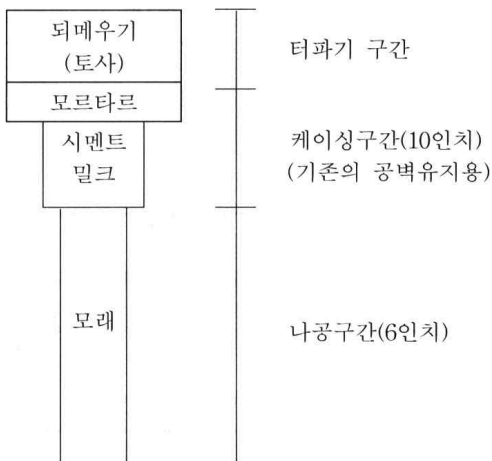 되메우기
(토사)
터파기 구간
모르타르
시멘트
밀크
케이싱구간(10인치)
(기존의 공벽유지용)
모래
나공구간(6인치)